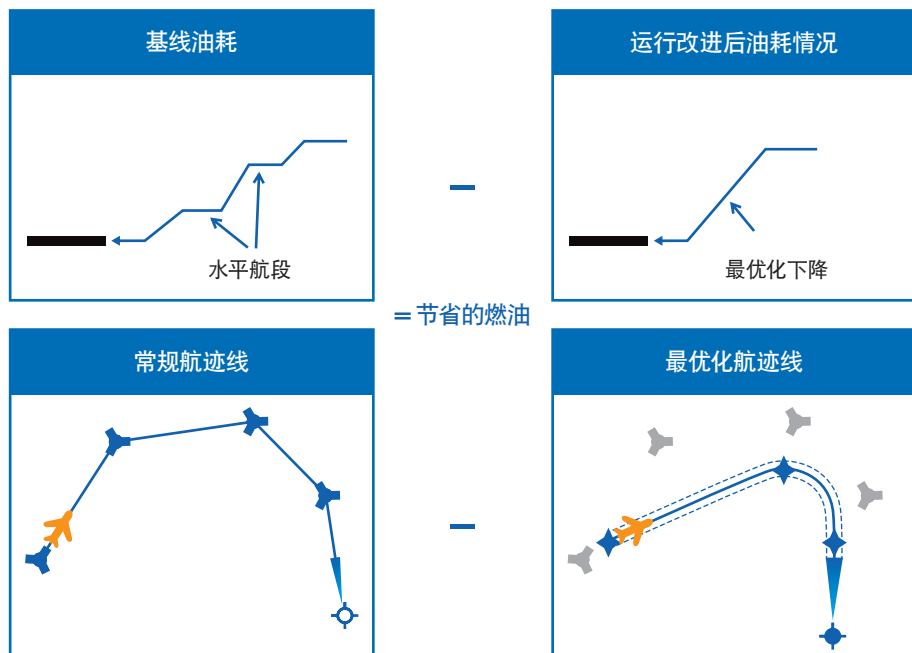 基线油耗
运行改进后油耗情况
水平航段
最优化下降
= 节省的燃油
常规航迹线
最优化航迹线